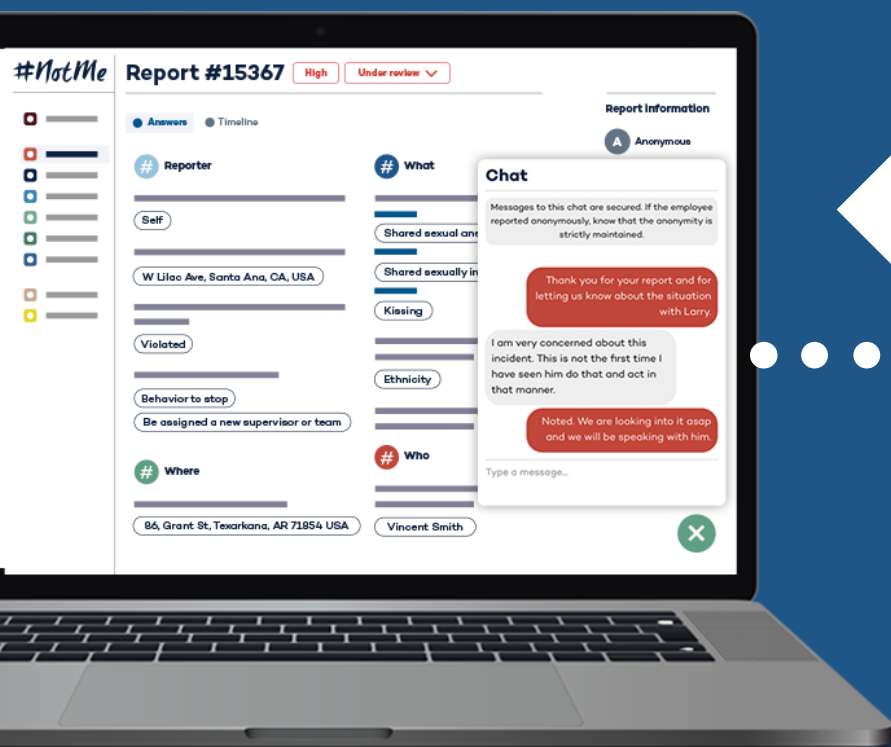 #NotMe
Report #15367
High
Under review
Answers
Timeline
Report information
A
Anonymous
# Reporter
Self
W Lilac Ave, Santa Ana, CA, USA
Violated
Behavior to stop
Be assigned a new supervisor or team
# Where
86, Grant St, Texarkana, AR 71854 USA
# What
Shared sexual ane
Shared sexually in
Kissing
Ethnicity
# Who
Vincent Smith
Chat
Messages to this chat are secured. If the employee
reported anonymously, know that the anonymity is
strictly maintained.
Thank you for your report and for
letting us know about the situation
with Larry.
I am very concerned about this
incident. This is not the first time I
have seen him do that and act in
that manner.
Noted. We are looking into it asap
and we will be speaking with him.
Type a message...